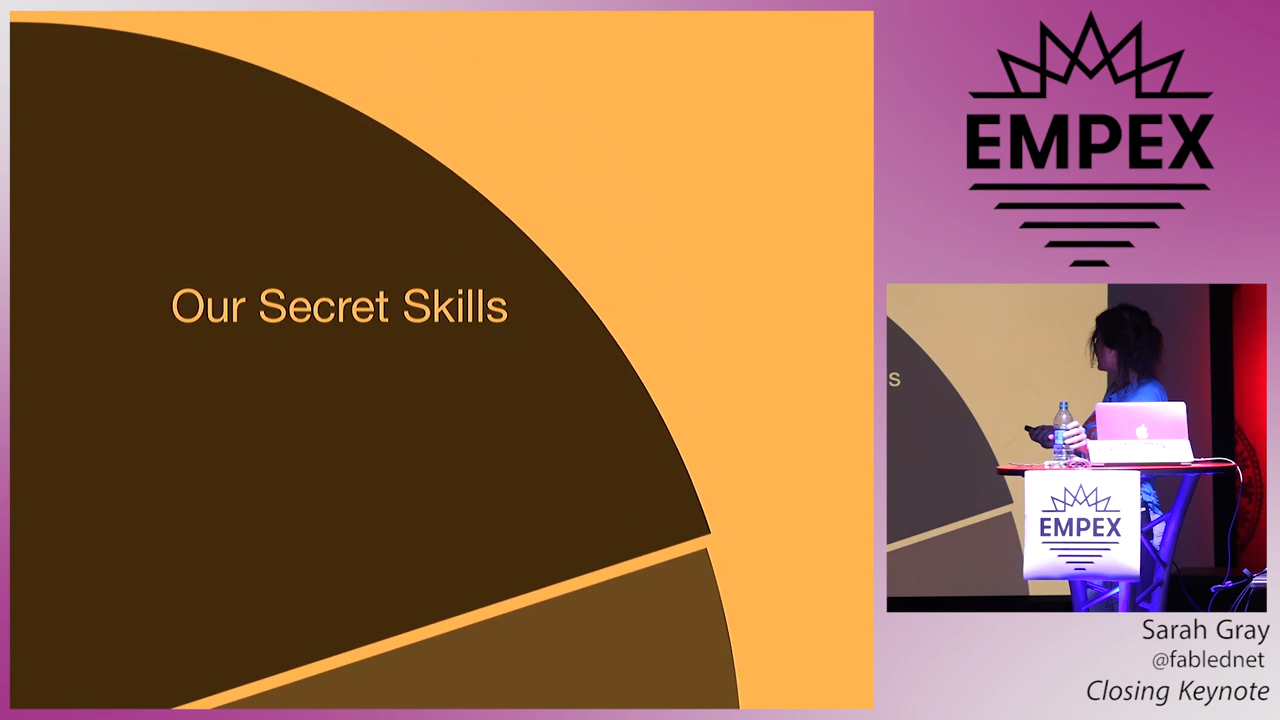 Our Secret Skills
EMPEX
s
EMPEX
Sarah Gray
@fablednet
Closing Keynote